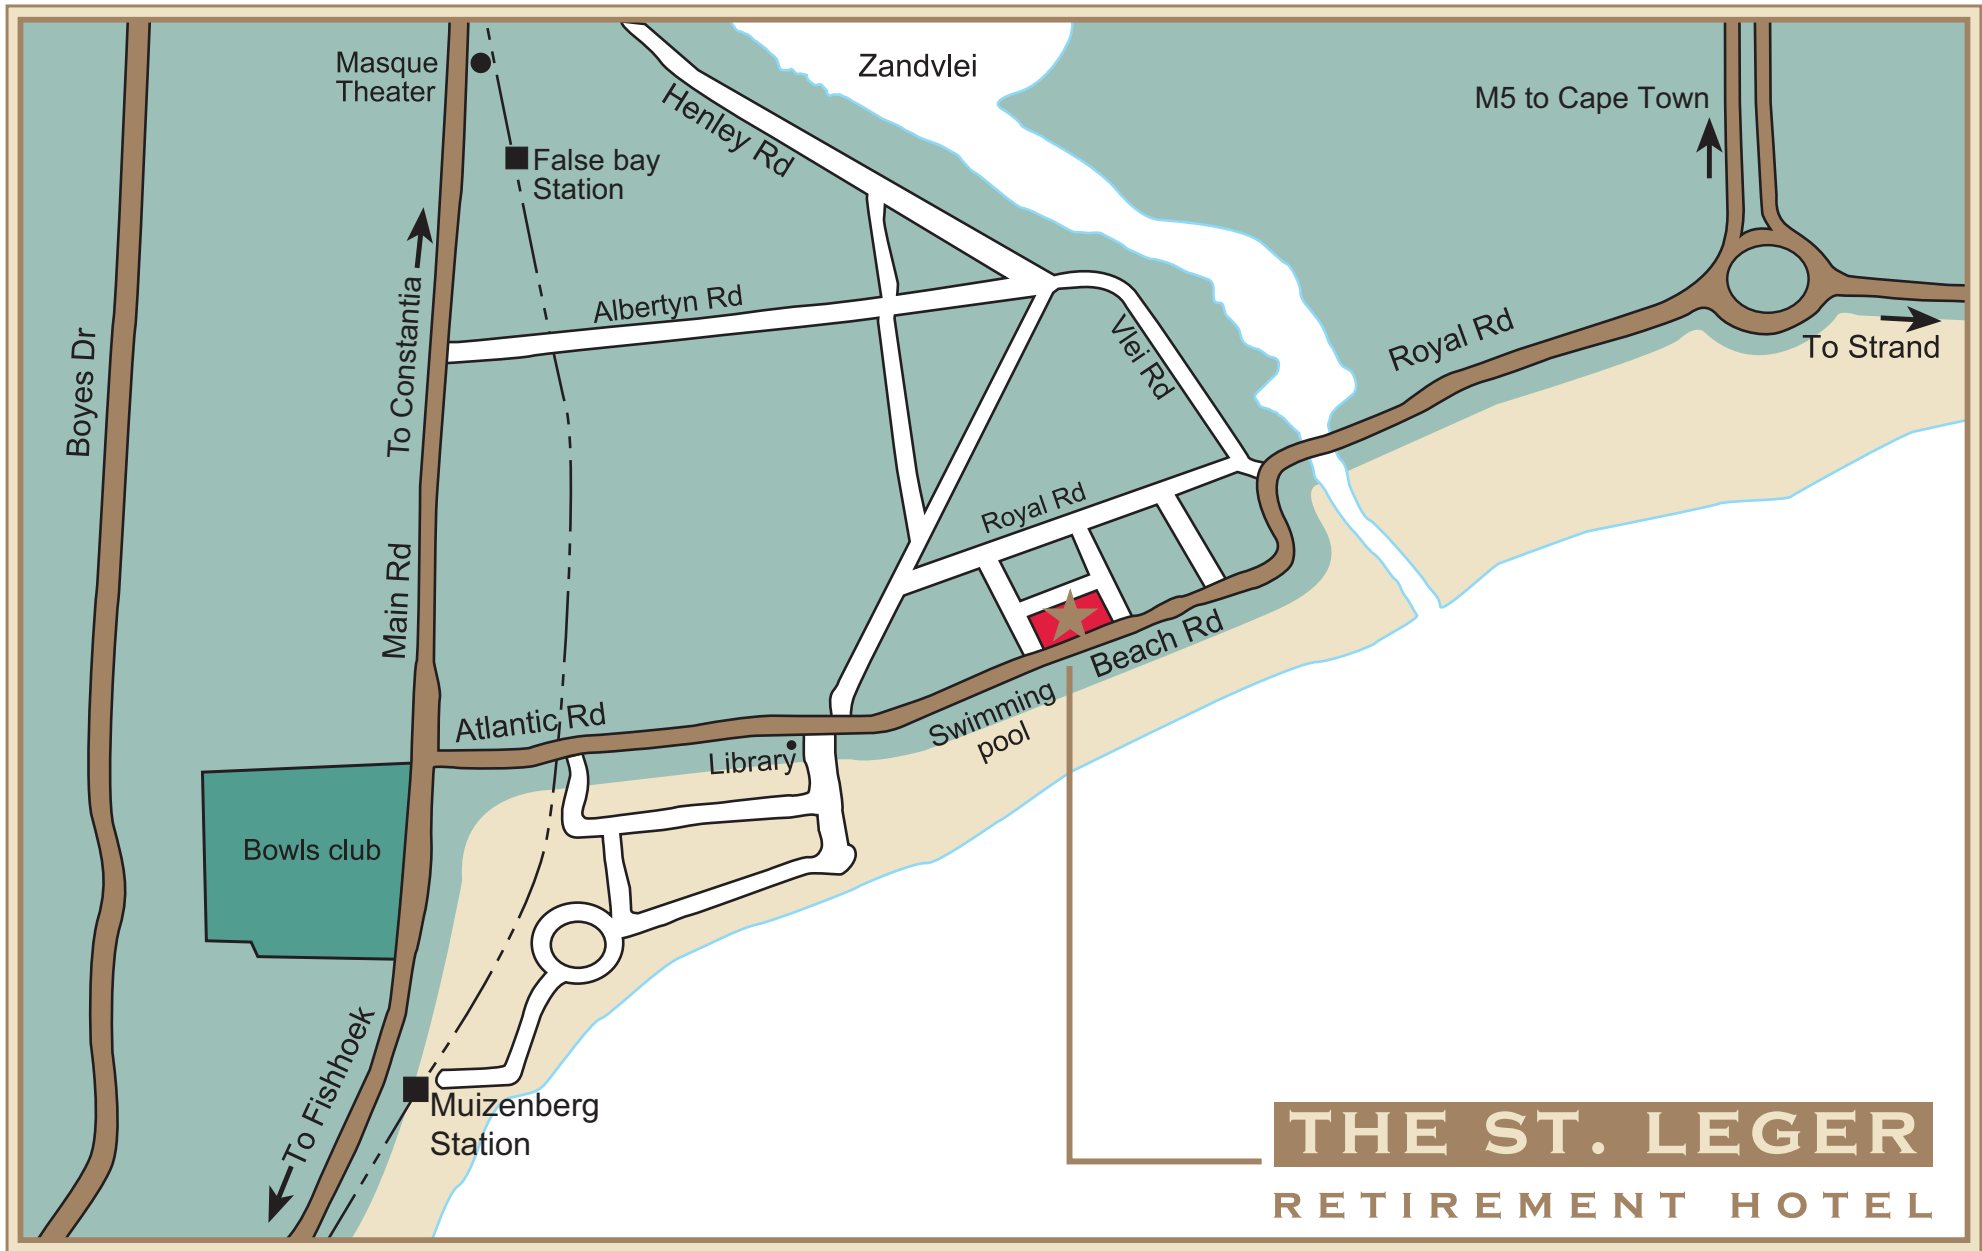 Masque
Theater
Zandvlei
M5 to Cape Town
Henley Rd
False bay
Station
To Constantia
Albertyn Rd
Boyes Dr
Vlei Rd
Royal Rd
To Strand
Royal Rd
Main Rd
Beach Rd
Atlantic Rd
Swimming
pool
Library
Bowls club
To Fishhoek
Muizenberg
Station
THE ST. LEGER
RETIREMENT HOTEL